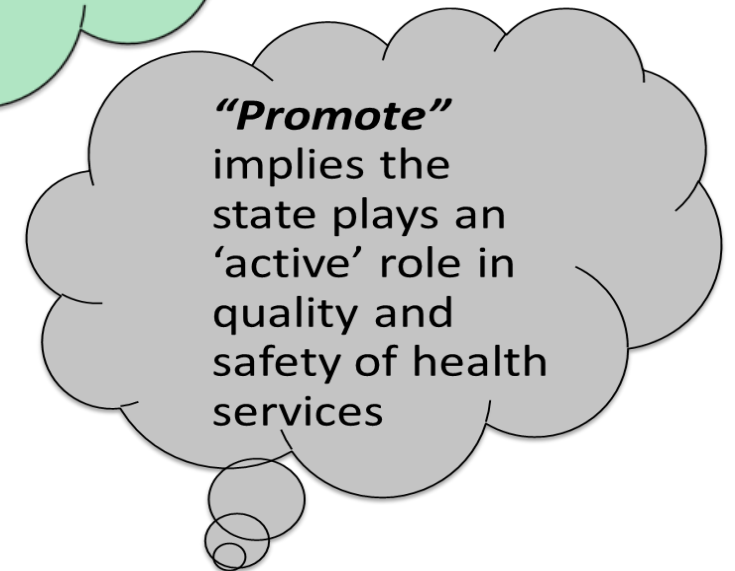 “Promote”
implies the
state plays an
‘active’ role in
quality and
safety of health
services